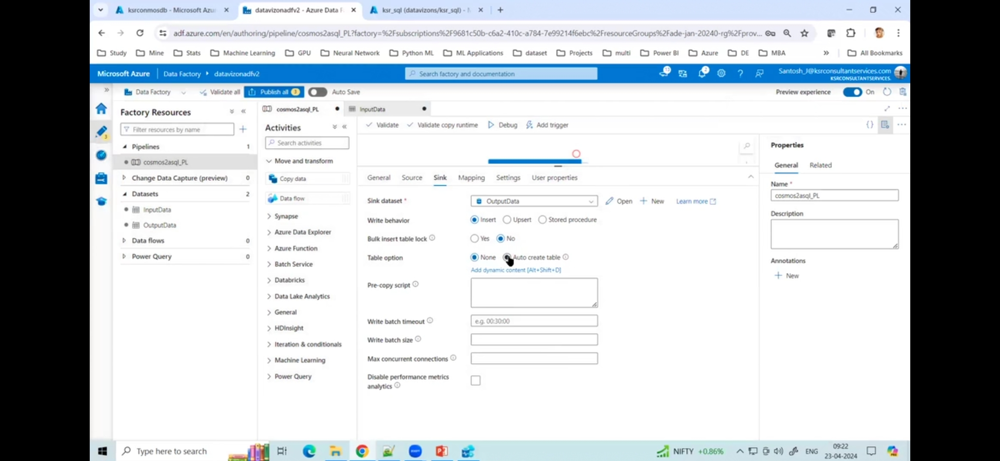 ksrconmosdb - Microsoft Azur
datavizonadfv2 - Azure Data F
ksr_sql (datavizons/ksr_sql) - M
adf.azure.com/en/authoring/pipeline/cosmos2asql_PL?factory=%2Fsubscriptions%2F9681c50b-c6a2-410c-a784-7e99214f6ebc%2FresourceGroups%2Fade-jan-20240-rg%2Fprov...
Study Mine Stats Machine Learning GPU Neural Network Python ML ML Applications dataset Projects multi Power BI Azure DE MBA » All Bookmarks
Microsoft Azure Data Factory datavizonadfv2
Search factory and documentation
13
2
Santosh_J@ksrconsultantservices.com
KSRCONSULTANTSERVICES.
Data Factory Validate all Publish all 3 Auto Save
Preview experience On
Factory Resources
Filter resources by name
3
Pipelines 1
cosmos2asql_PL
Change Data Capture (preview) 0
Datasets 2
InputData
OutputData
Data flows 0
Power Query 0
cosmos2asql_PL
InputData
Activities
Search activities
Move and transform
Copy data
Data flow
Synapse
Azure Data Explorer
Azure Function
Batch Service
Databricks
Data Lake Analytics
General
HDInsight
Iteration & conditionals
Machine Learning
Power Query
Validate Validate copy runtime Debug Add trigger
General Source Sink Mapping Settings User properties
Sink dataset * OutputData Open New Learn more
Write behavior Insert Upsert Stored procedure
Bulk insert table lock Yes No
Table option None Auto create table
Add dynamic content [Alt+Shift+D]
Pre-copy script
Write batch timeout e.g. 00:30:00
Write batch size
Max concurrent connections
Disable performance metrics
analytics
Properties
General Related
Name *
cosmos2asql_PL
Description
Annotations
New
Type here to search
zoom
NIFTY +0.86%
ENG
09:22
23-04-2024